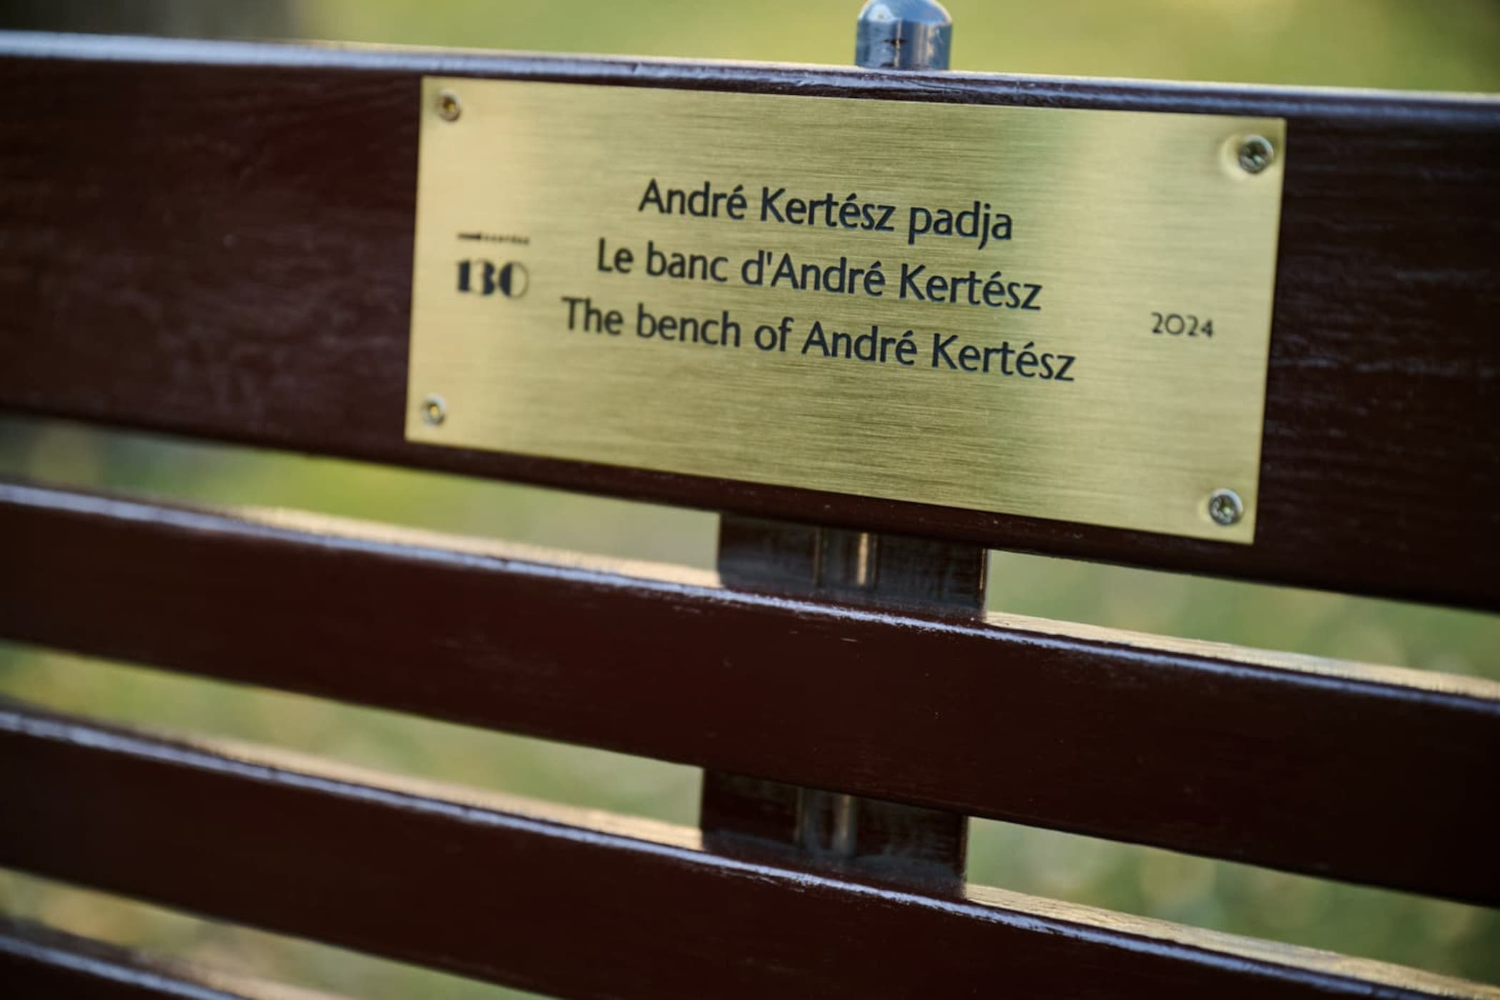 André Kertész padja
Le banc d'André Kertész
The bench of André Kertész
130
2024